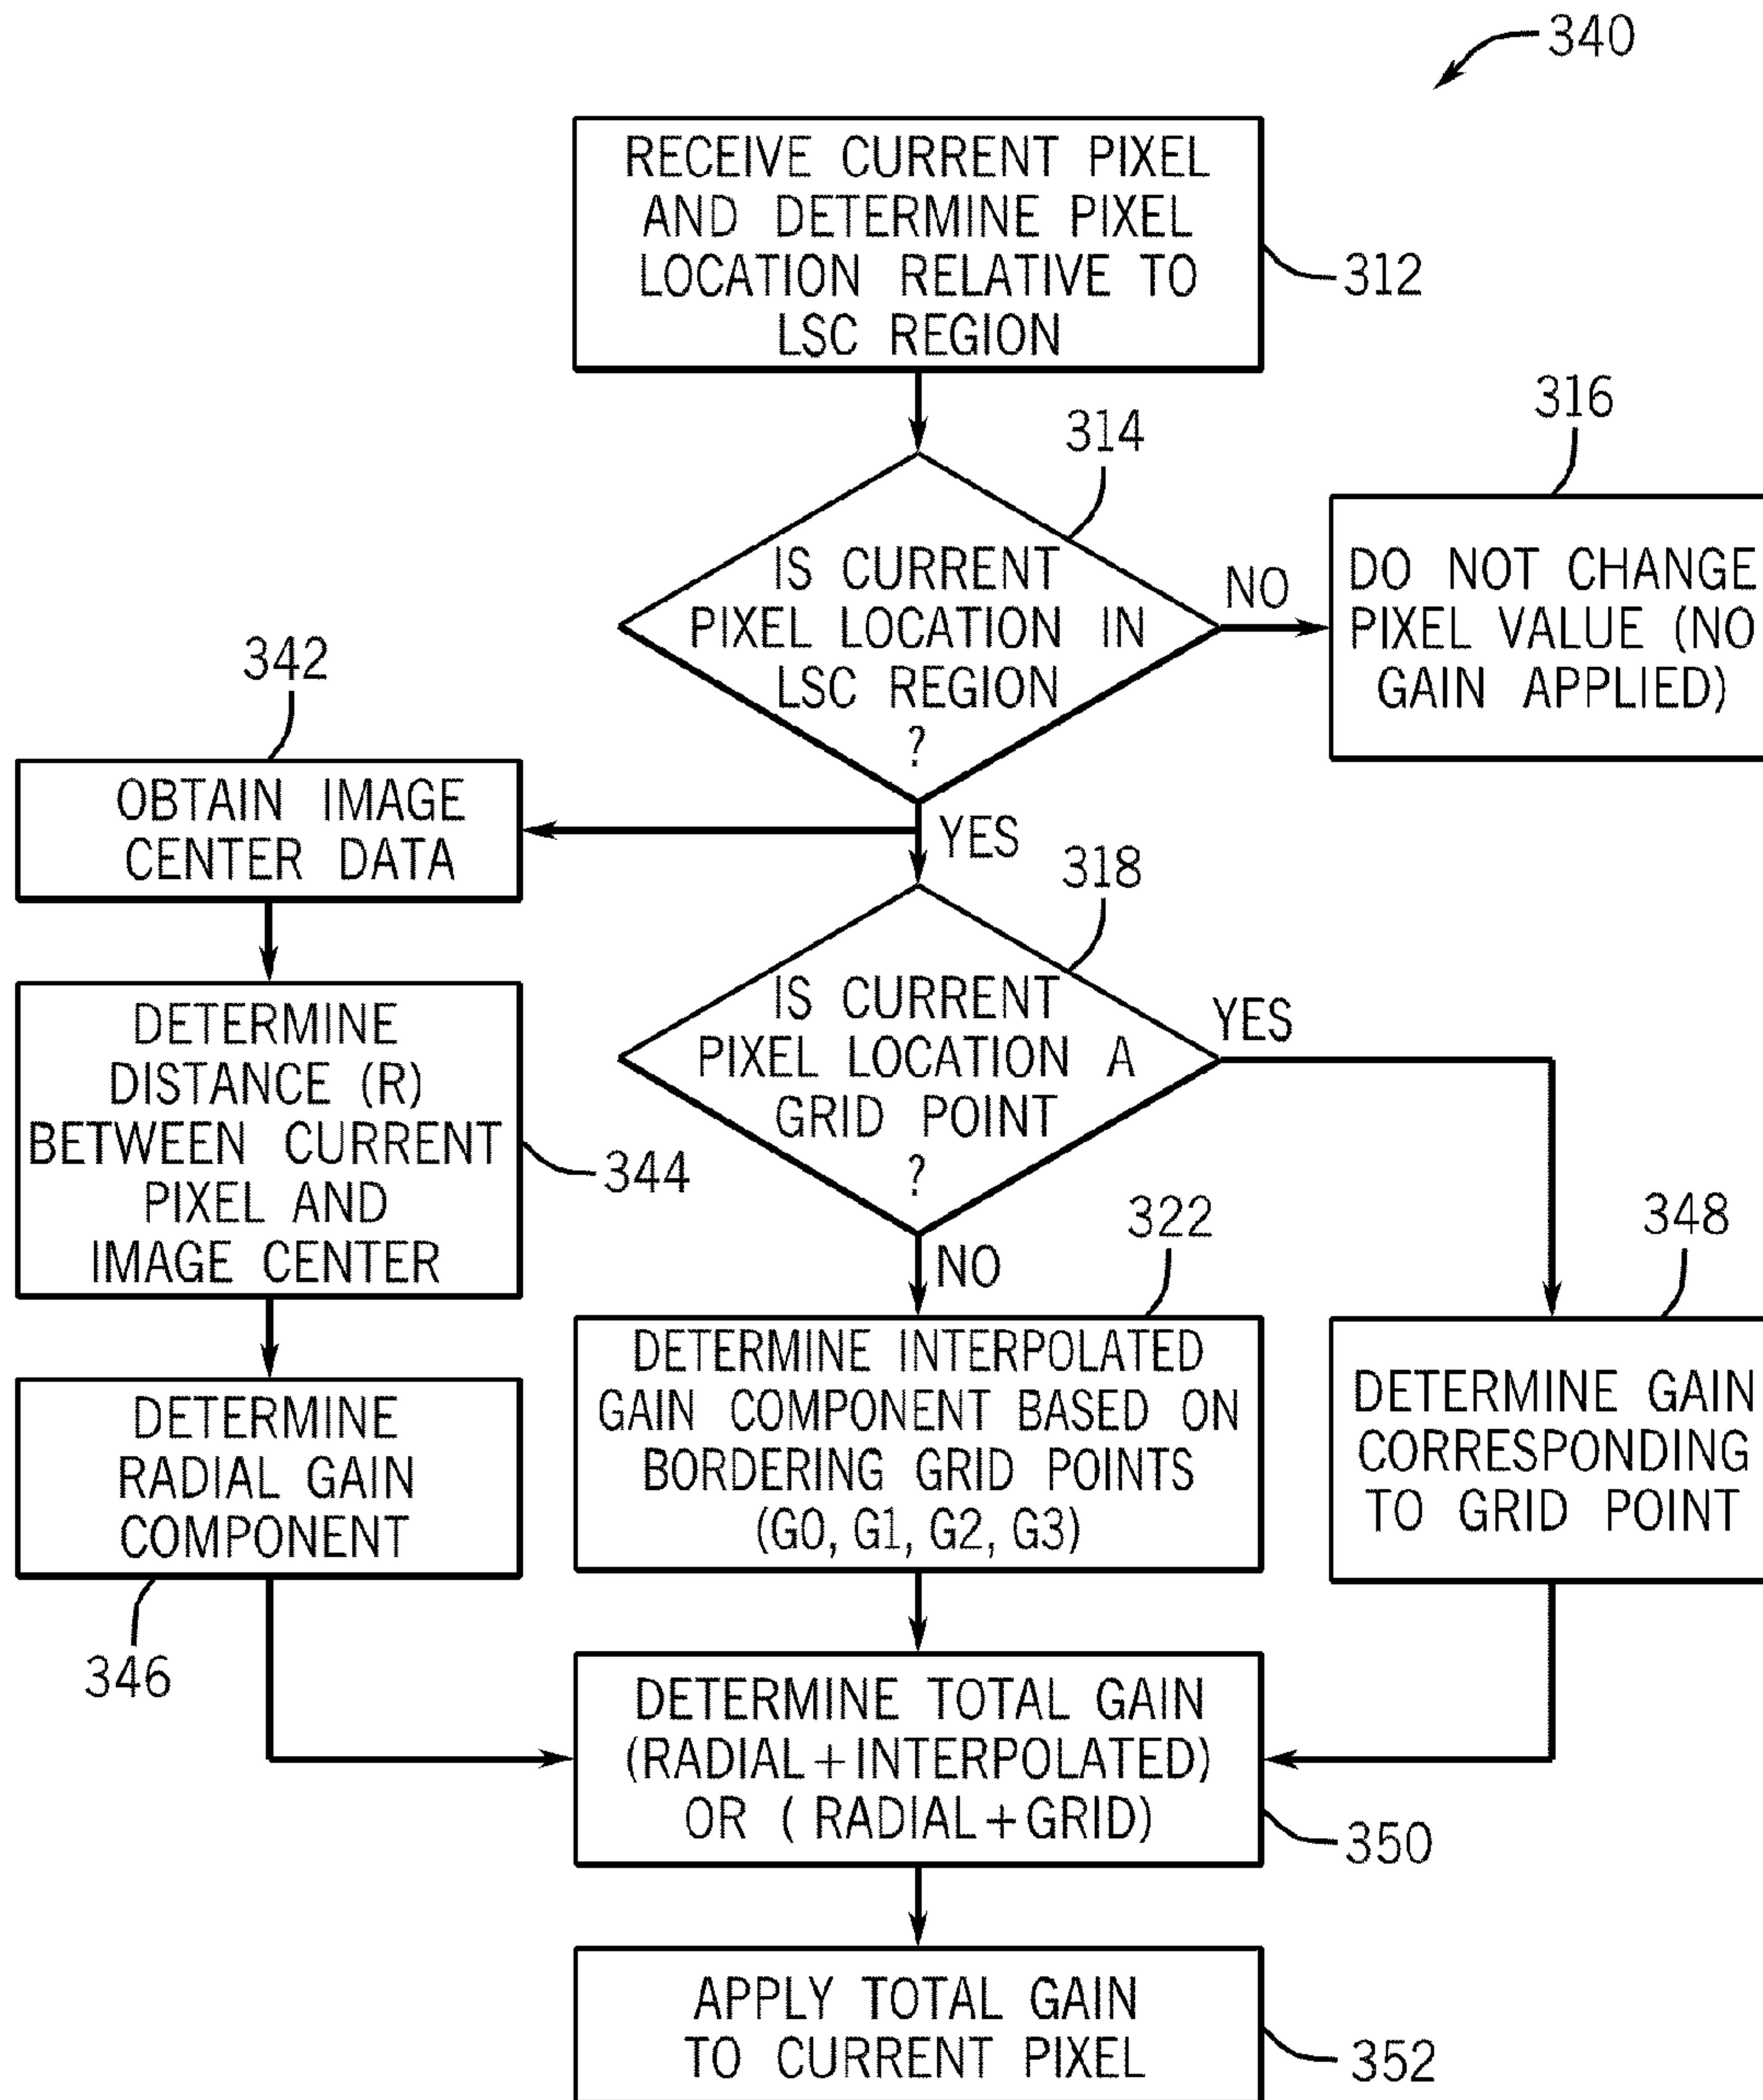 340
RECEIVE CURRENT PIXEL
AND DETERMINE PIXEL
LOCATION RELATIVE TO
LSC REGION
312
314
IS CURRENT
PIXEL LOCATION IN
LSC REGION
?
NO
316
DO NOT CHANGE
PIXEL VALUE (NO
GAIN APPLIED)
YES
342
OBTAIN IMAGE
CENTER DATA
DETERMINE
DISTANCE (R)
BETWEEN CURRENT
PIXEL AND
IMAGE CENTER
344
DETERMINE
RADIAL GAIN
COMPONENT
346
318
IS CURRENT
PIXEL LOCATION A
GRID POINT
?
YES
NO
322
DETERMINE INTERPOLATED
GAIN COMPONENT BASED ON
BORDERING GRID POINTS
(G0, G1, G2, G3)
348
DETERMINE GAIN
CORRESPONDING
TO GRID POINT
DETERMINE TOTAL GAIN
(RADIAL+INTERPOLATED)
OR ( RADIAL+GRID)
350
APPLY TOTAL GAIN
TO CURRENT PIXEL
352